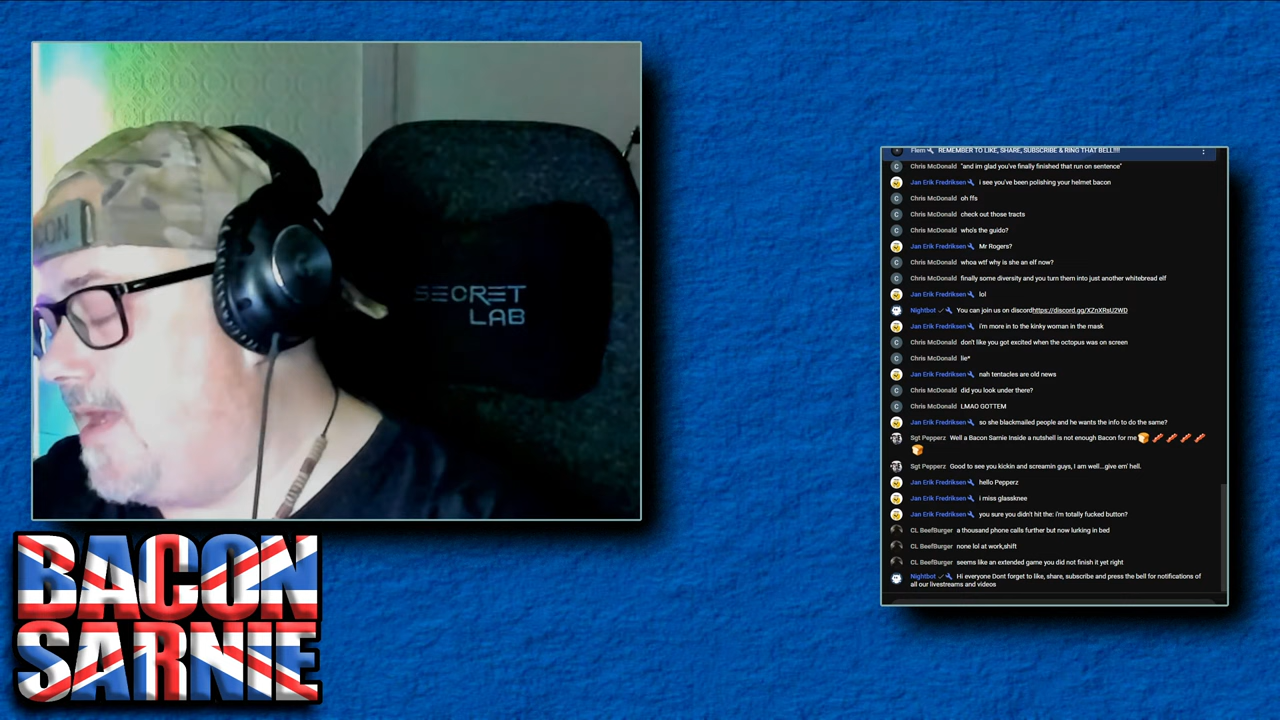 CON
SECRET
LAB
BACON
SARNIE
Flem REMEMBER TO LIKE, SHARE, SUBSCRIBE & RING THAT BELL!!!!
Chris McDonald "and im glad you've finally finished that run on sentence"
Jan Erik Fredriksen i see you've been polishing your helmet bacon
Chris McDonald oh ffs
Chris McDonald check out those tracts
Chris McDonald who's the guido?
Jan Erik Fredriksen Mr Rogers?
Chris McDonald whoa wtf why is she an elf now?
Chris McDonald finally some diversity and you turn them into just another whitebread elf
Jan Erik Fredriksen lol
Nightbot You can join us on discordhttps://discord.gg/XZnXRsU2WD
Jan Erik Fredriksen i'm more in to the kinky woman in the mask
Chris McDonald don't like you got excited when the octopus was on screen
Chris McDonald lie*
Jan Erik Fredriksen nah tentacles are old news
Chris McDonald did you look under there?
Chris McDonald LMAO GOTTEM
Jan Erik Fredriksen so she blackmailed people and he wants the info to do the same?
Sgt Pepperz Well a Bacon Sarnie Inside a nutshell is not enough Bacon for me 🍞 🥓 🥓 🥓 🥓
🍞
Sgt Pepperz Good to see you kickin and screamin guys, I am well...give em' hell.
Jan Erik Fredriksen hello Pepperz
Jan Erik Fredriksen i miss glassknee
Jan Erik Fredriksen you sure you didn't hit the: i'm totally fucked button?
CL BeefBurger a thousand phone calls further but now lurking in bed
CL BeefBurger none lol at work,shift
CL BeefBurger seems like an extended game you did not finish it yet right
Nightbot Hi everyone Dont forget to like, share, subscribe and press the bell for notifications of
all our livestreams and videos